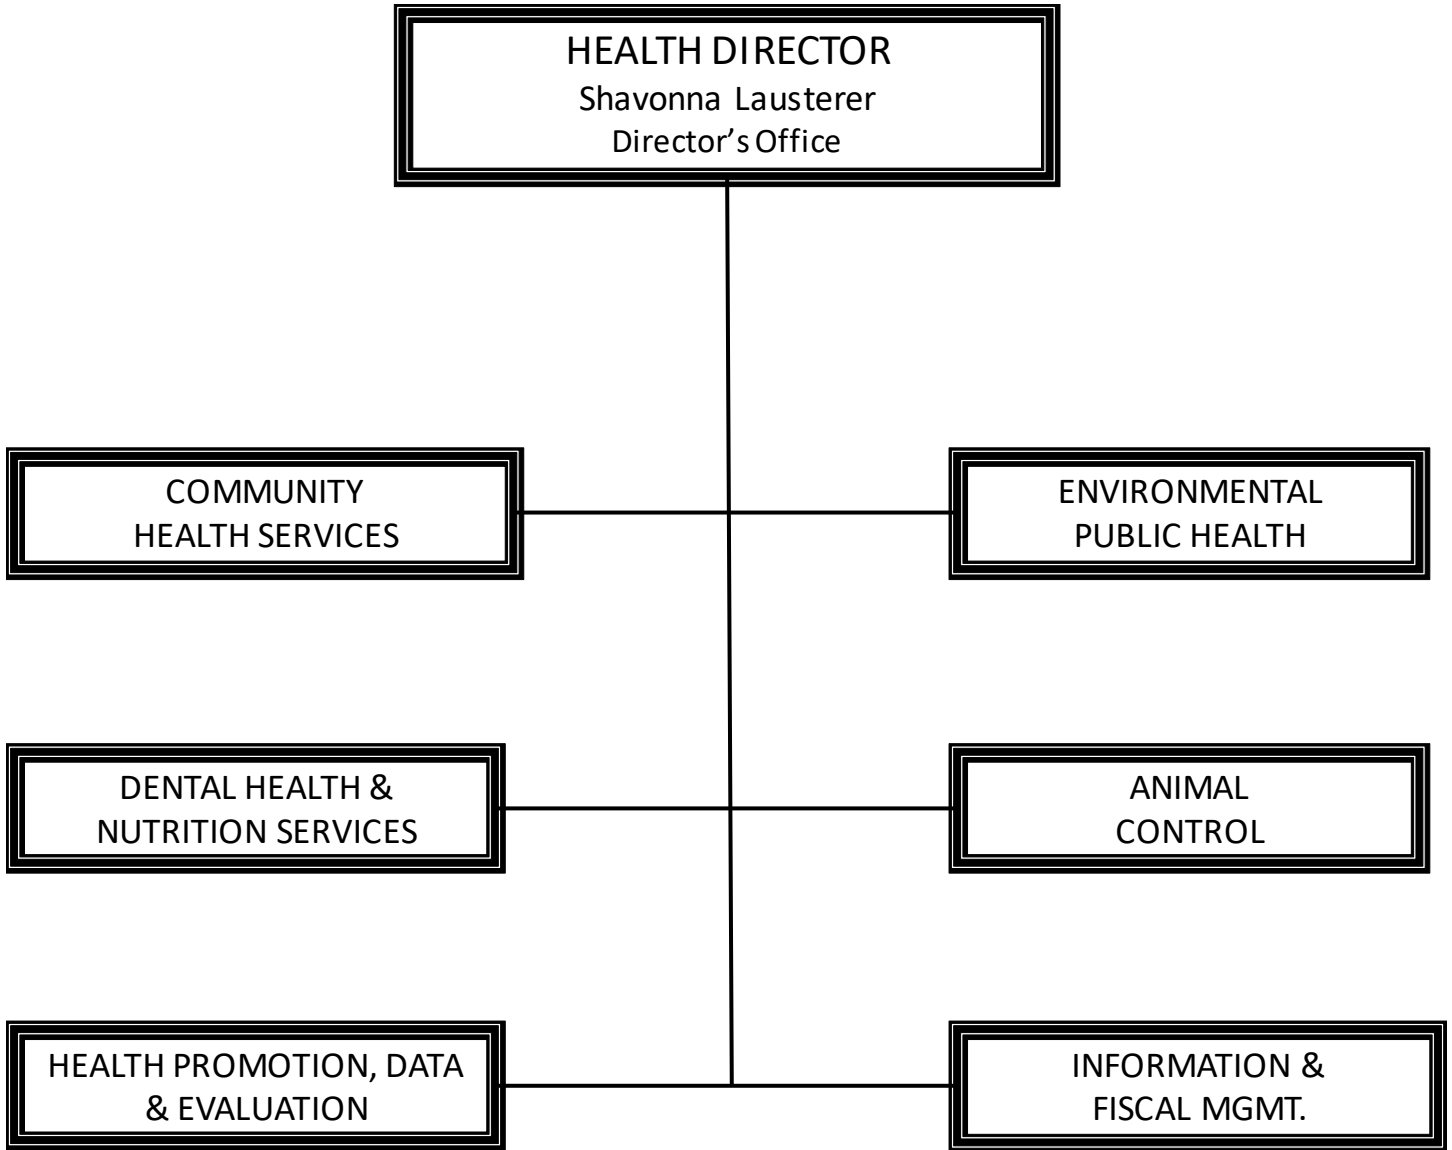 HEALTH DIRECTOR
Shavonna Lausterer
Director’s Office
COMMUNITY
HEALTH SERVICES
ENVIRONMENTAL
PUBLIC HEALTH
DENTAL HEALTH &
NUTRITION SERVICES
ANIMAL
CONTROL
HEALTH PROMOTION, DATA
& EVALUATION
INFORMATION &
FISCAL MGMT.